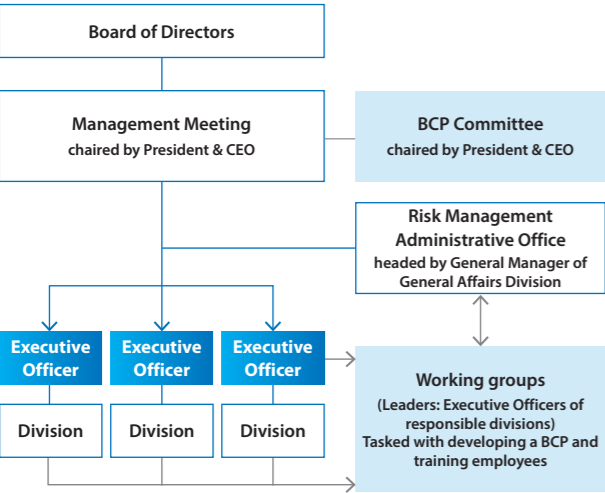 Board of Directors
Management Meeting
chaired by President & CEO
BCP Committee
chaired by President & CEO
Risk Management
Administrative Office
headed by General Manager of
General Affairs Division
Executive
Officer
Executive
Officer
Executive
Officer
Division
Division
Division
Working groups
(Leaders: Executive Officers of
responsible divisions)
Tasked with developing a BCP and
training employees